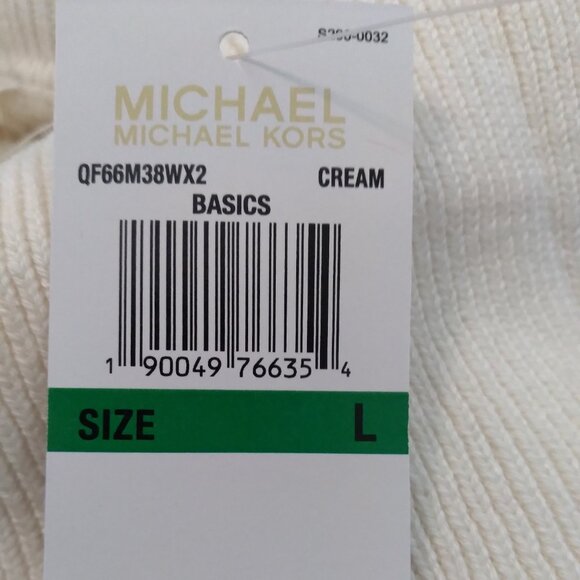 MICHAEL
MICHAEL KORS
QF66M38WX2 CREAM
BASICS
1 90049 76635 4
SIZE L